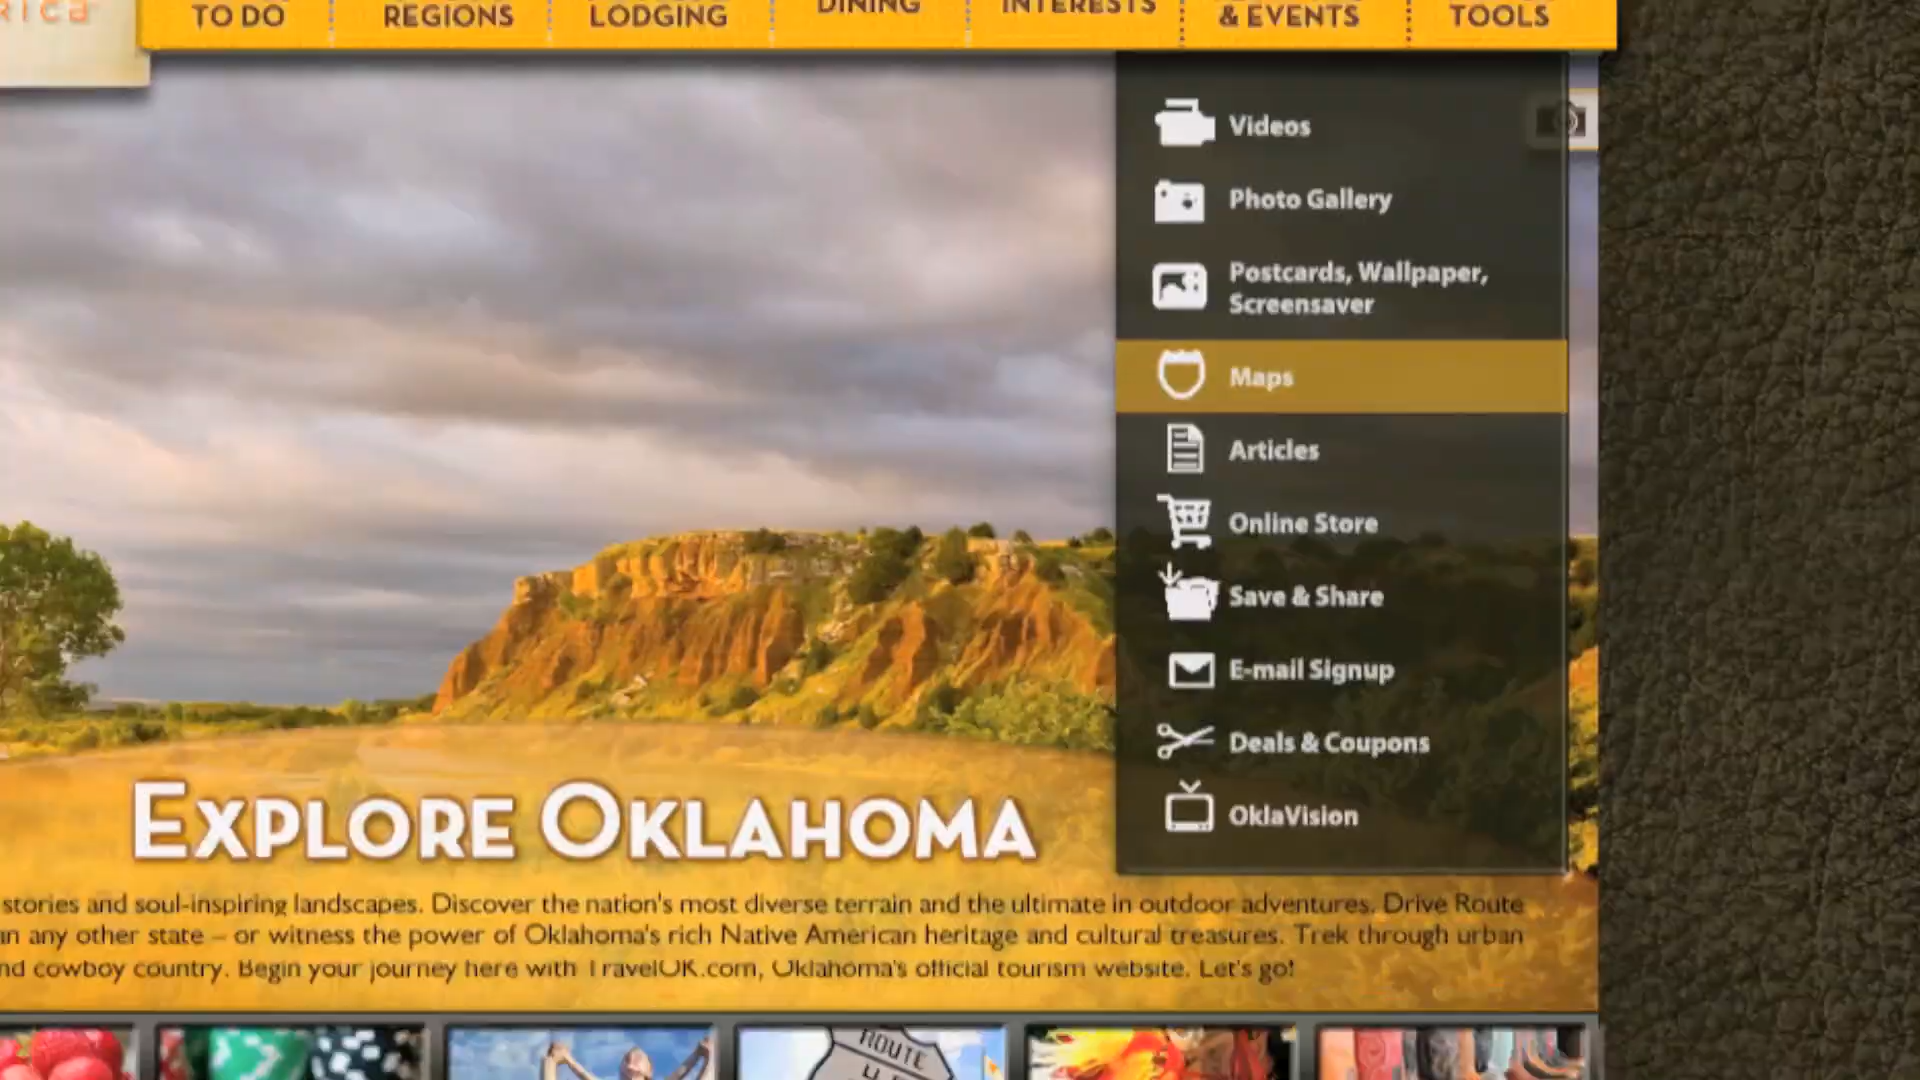 TO DO
REGIONS
LODGING
DINING
INTERESTS
& EVENTS
TOOLS
Videos
Photo Gallery
Postcards, Wallpaper,
Screensaver
Maps
Articles
Online Store
Save & Share
E-mail Signup
Deals & Coupons
OklaVision
EXPLORE OKLAHOMA
stories and soul-inspiring landscapes. Discover the nation's most diverse terrain and the ultimate in outdoor adventures. Drive Route
any other state – or witness the power of Oklahoma's rich Native American heritage and cultural treasures. Trek through urban
cowboy country. Begin your journey here with TravelOK.com, Oklahoma's official tourism website. Let's go!
ROUTE